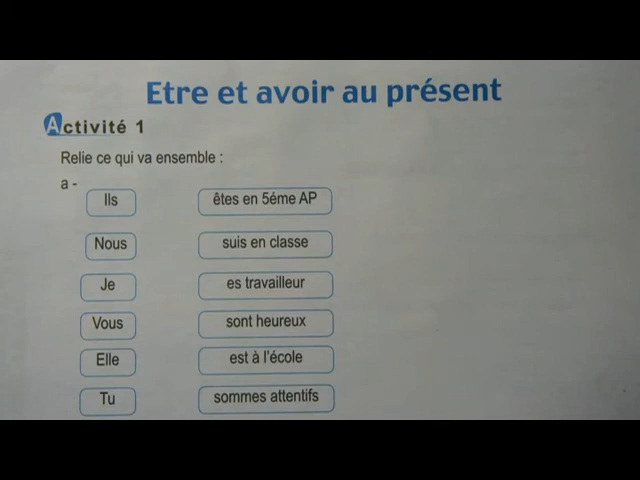 Etre et avoir au présent
Activité 1
Relie ce qui va ensemble :
a -
Ils êtes en 5éme AP
Nous suis en classe
Je es travailleur
Vous sont heureux
Elle est à l'école
Tu sommes attentifs